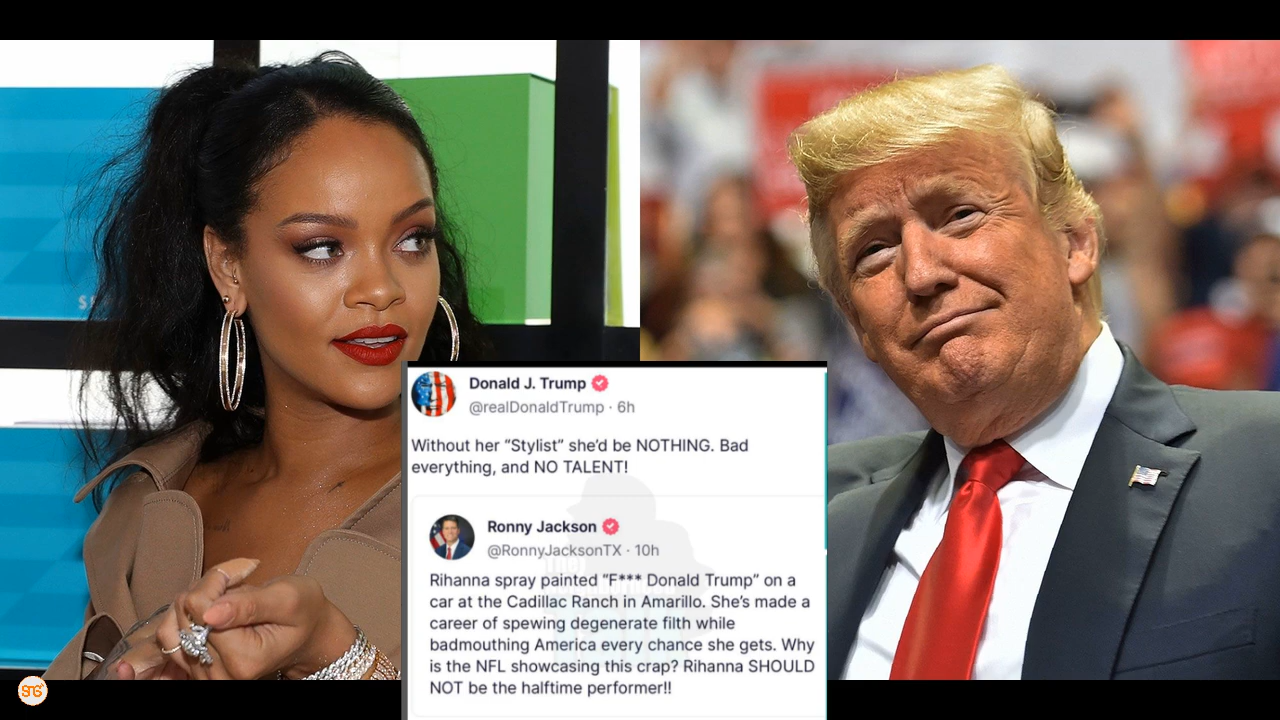 Donald J. Trump
@realDonaldTrump · 6h
Without her “Stylist” she’d be NOTHING. Bad
everything, and NO TALENT!
Ronny Jackson
@RonnyJacksonTX · 10h
Rihanna spray painted “F*** Donald Trump” on a
car at the Cadillac Ranch in Amarillo. She’s made a
career of spewing degenerate filth while
badmouthing America every chance she gets. Why
is the NFL showcasing this crap? Rihanna SHOULD
NOT be the halftime performer!!